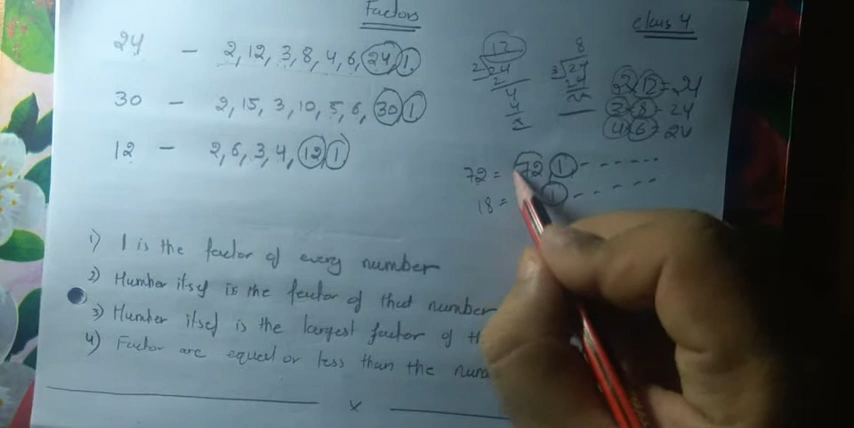 Factors
Class 4
24 - 2, 12, 3, 8, 4, 6, 24, 1
30 - 2, 15, 3, 10, 5, 6, 30, 1
12 - 2, 6, 3, 4, 12, 1
12
2 24
2
4
4
8
3 24
24
2 x 12 = 24
3 x 8 = 24
4 x 6 = 24
72 = 72, 1 - - - - - -
18 = 1 - - - - - -
1) 1 is the factor of every number
2) Number itself is the factor of that number
3) Number itself is the largest factor of
4) Factor are equal or less than the
x